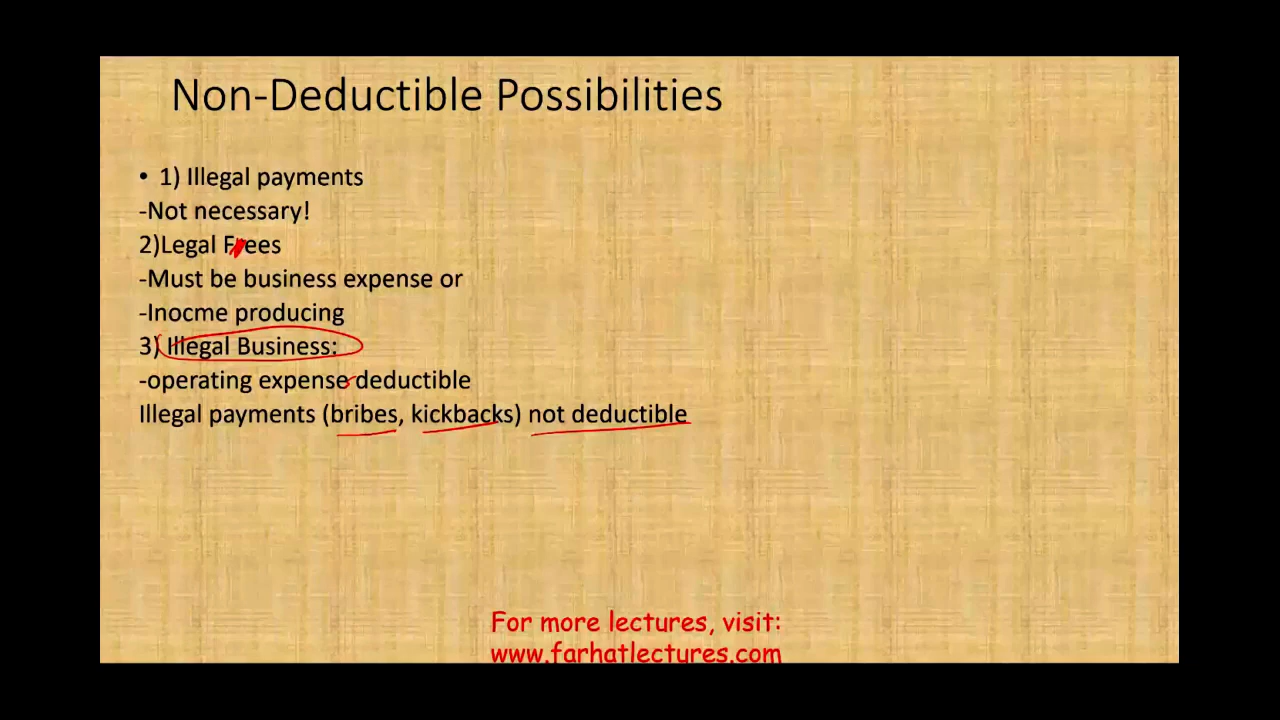 Non-Deductible Possibilities
• 1) Illegal payments
-Not necessary!
2)Legal Frees
-Must be business expense or
-Inocme producing
3) Illegal Business:
-operating expense deductible
Illegal payments (bribes, kickbacks) not deductible
For more lectures, visit:
www.farhatlectures.com